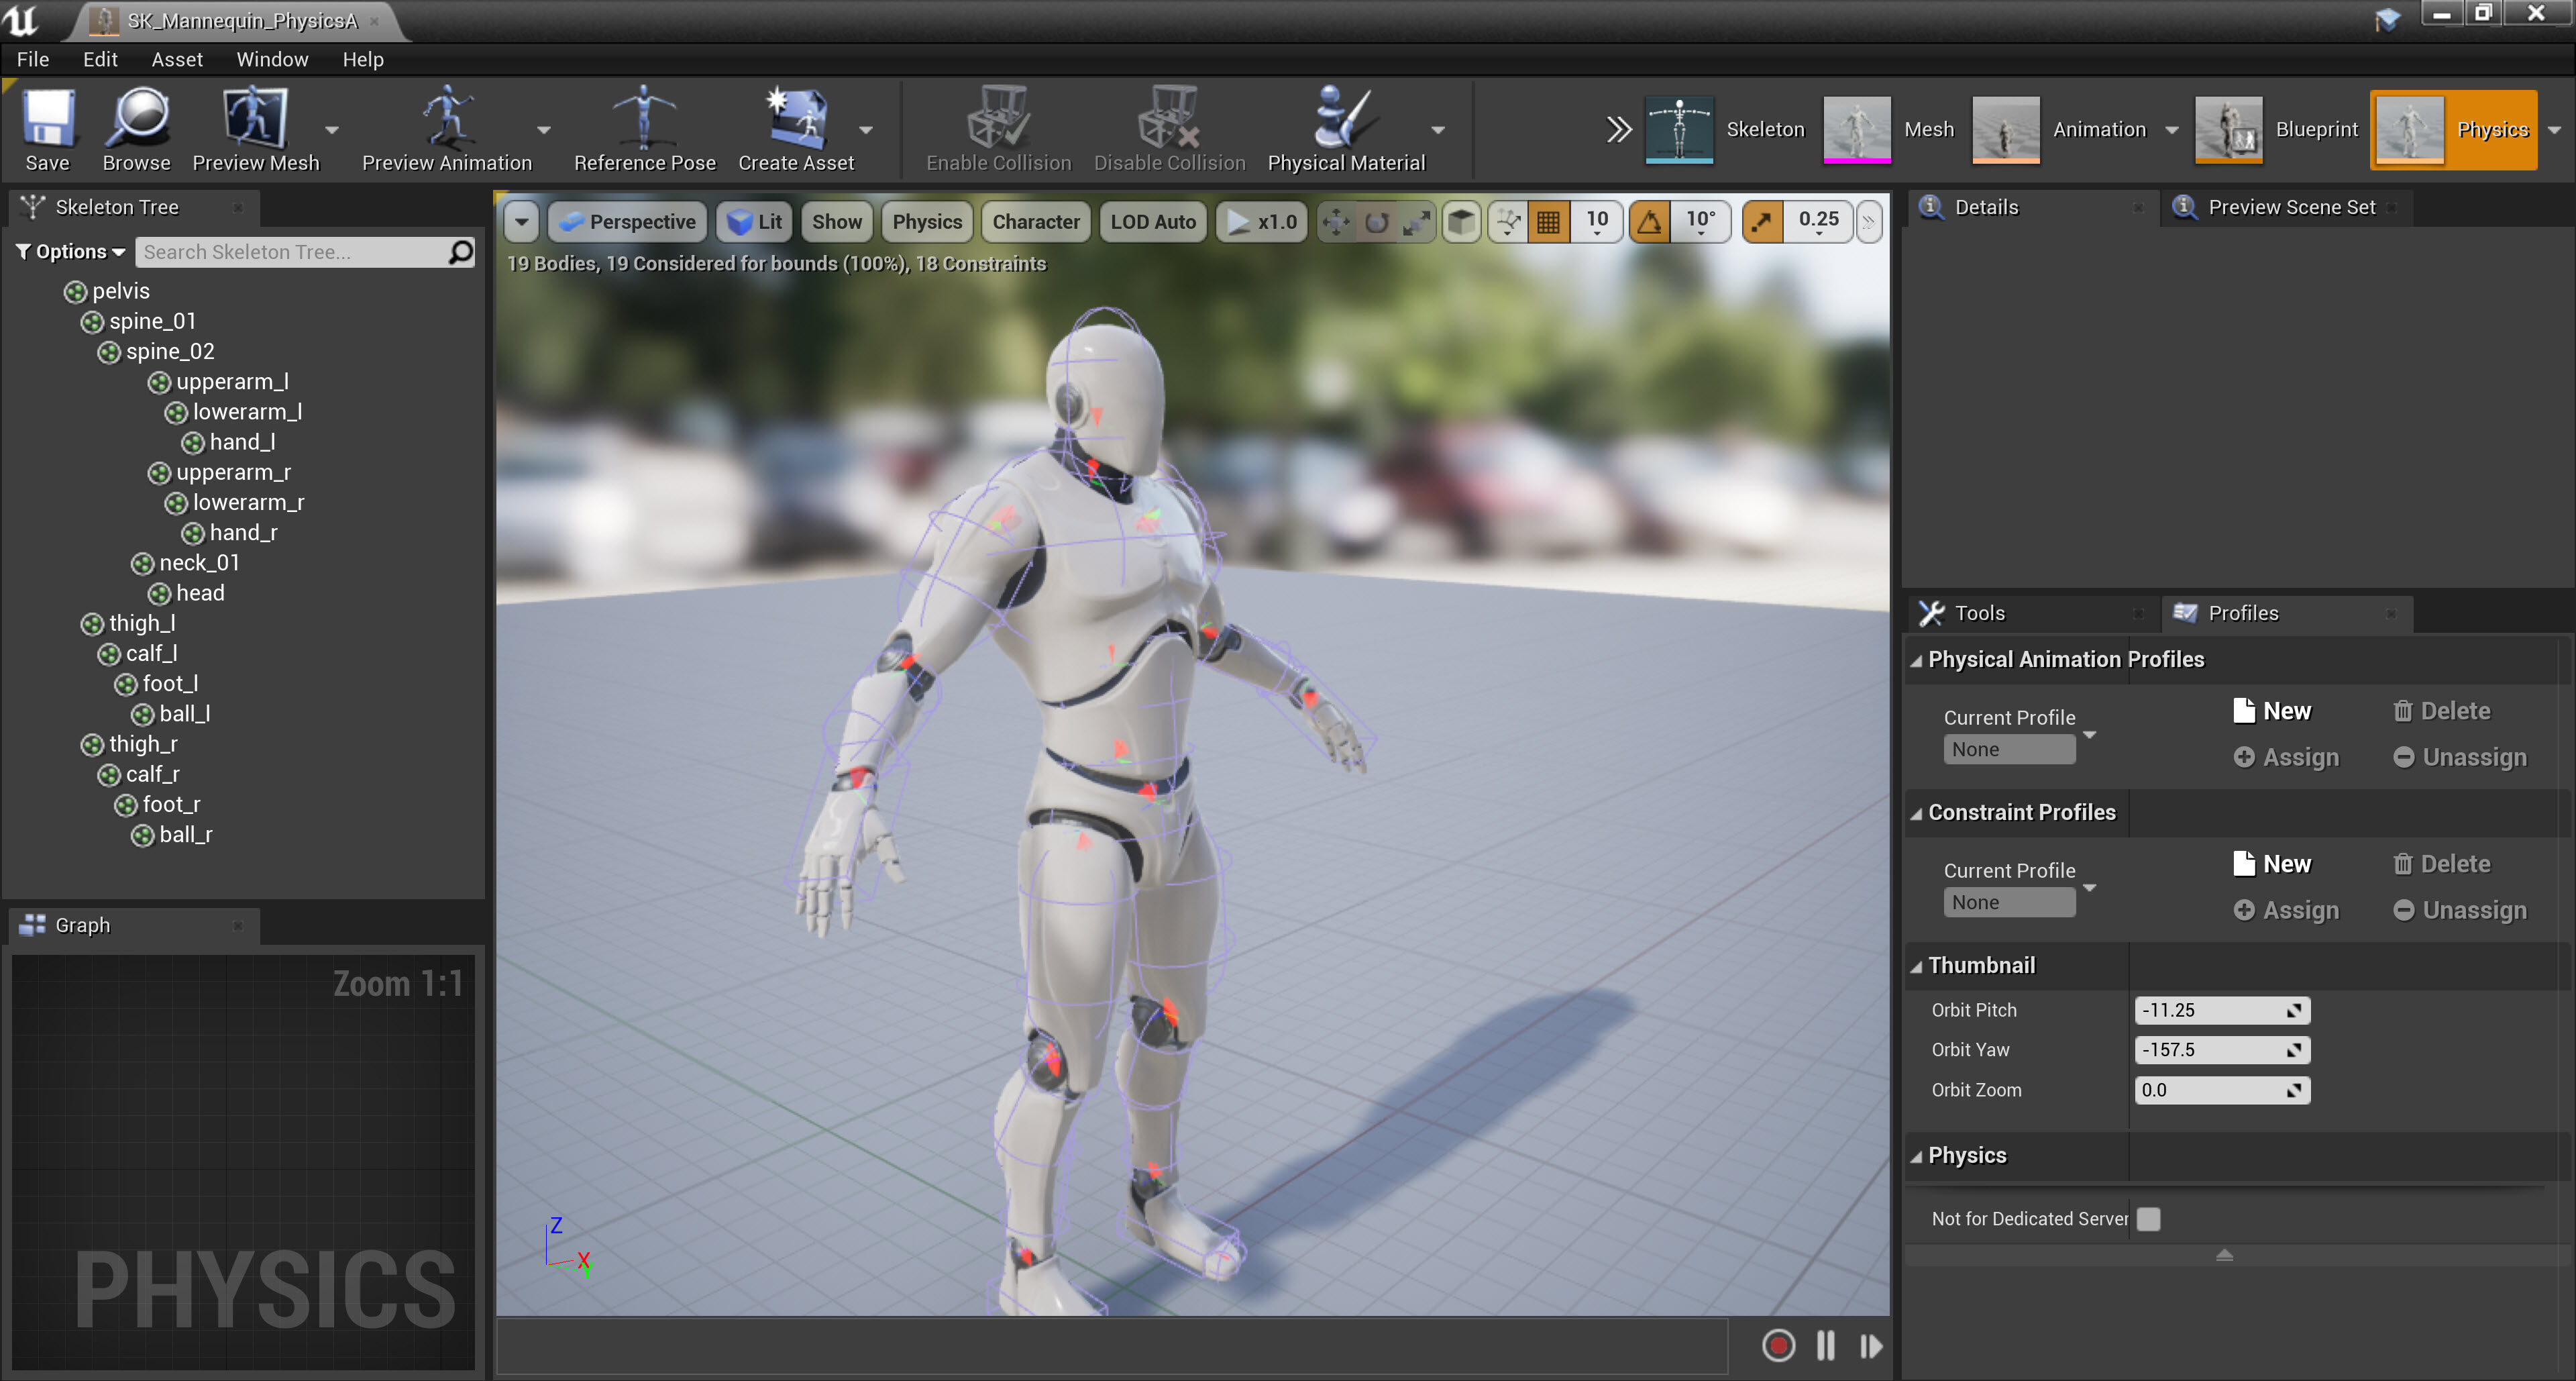 SK_Mannequin_PhysicsA
File Edit Asset Window Help
Save Browse Preview Mesh Preview Animation Reference Pose Create Asset Enable Collision Disable Collision Physical Material Skeleton Mesh Animation Blueprint Physics
Skeleton Tree
Options Search Skeleton Tree...
pelvis
spine_01
spine_02
upperarm_l
lowerarm_l
hand_l
upperarm_r
lowerarm_r
hand_r
neck_01
head
thigh_l
calf_l
foot_l
ball_l
thigh_r
calf_r
foot_r
ball_r
Graph
Zoom 1:1
PHYSICS
Perspective Lit Show Physics Character LOD Auto x1.0 10 10° 0.25
19 Bodies, 19 Considered for bounds (100%), 18 Constraints
Z
X
Y
Details Preview Scene Set
Tools Profiles
Physical Animation Profiles
Current Profile New Delete
None Assign Unassign
Constraint Profiles
Current Profile New Delete
None Assign Unassign
Thumbnail
Orbit Pitch -11.25
Orbit Yaw -157.5
Orbit Zoom 0.0
Physics
Not for Dedicated Server